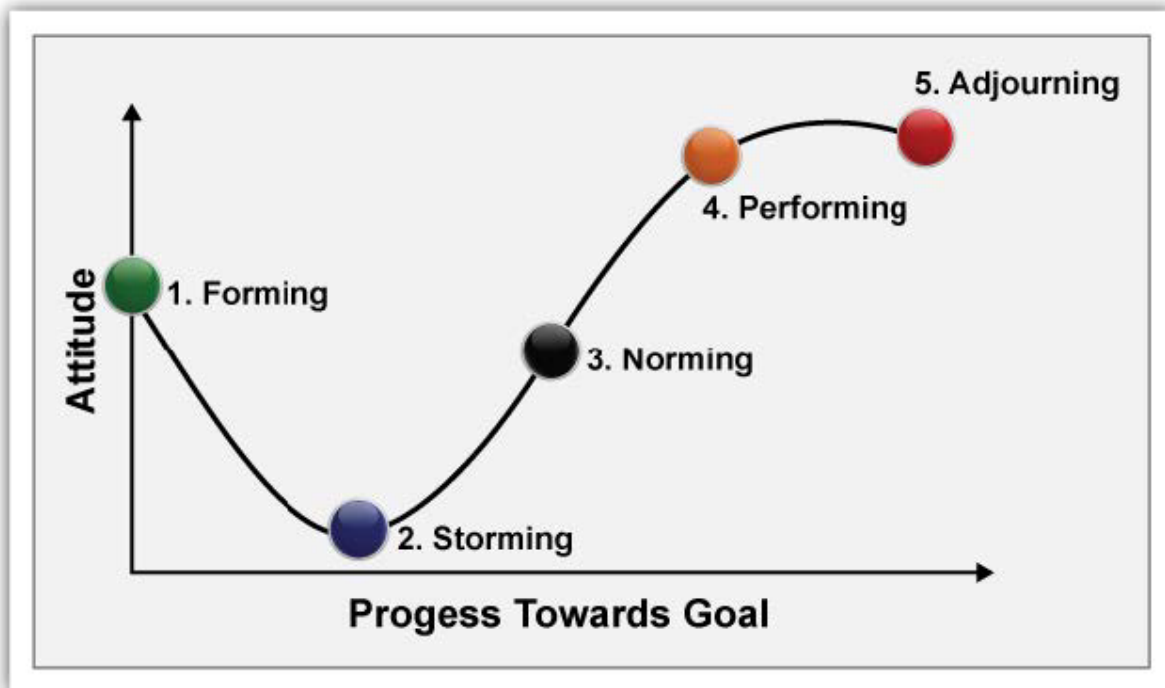 5. Adjourning
4. Performing
1. Forming
Attitude
3. Norming
2. Storming
Progess Towards Goal